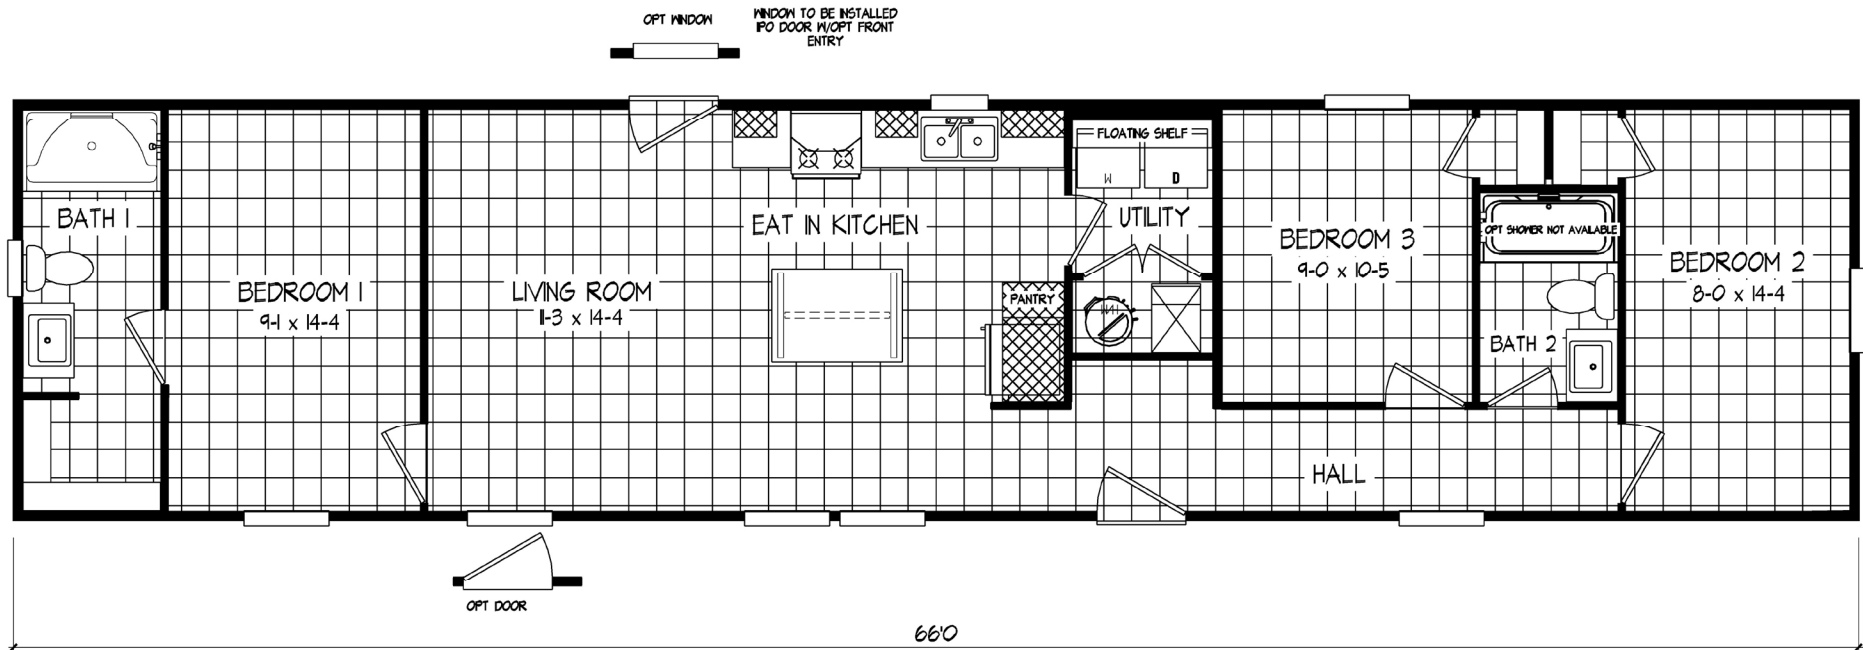 OPT WINDOW
WINDOW TO BE INSTALLED
IPO DOOR W/OPT FRONT
ENTRY
FLOATING SHELF
W
D
BATH 1
EAT IN KITCHEN
UTILITY
BEDROOM 3
9-0 x 10-5
OPT SHOWER NOT AVAILABLE
BEDROOM 2
8-0 x 14-4
BEDROOM 1
9-1 x 14-4
LIVING ROOM
11-3 x 14-4
PANTRY
BATH 2
HALL
OPT DOOR
66'0